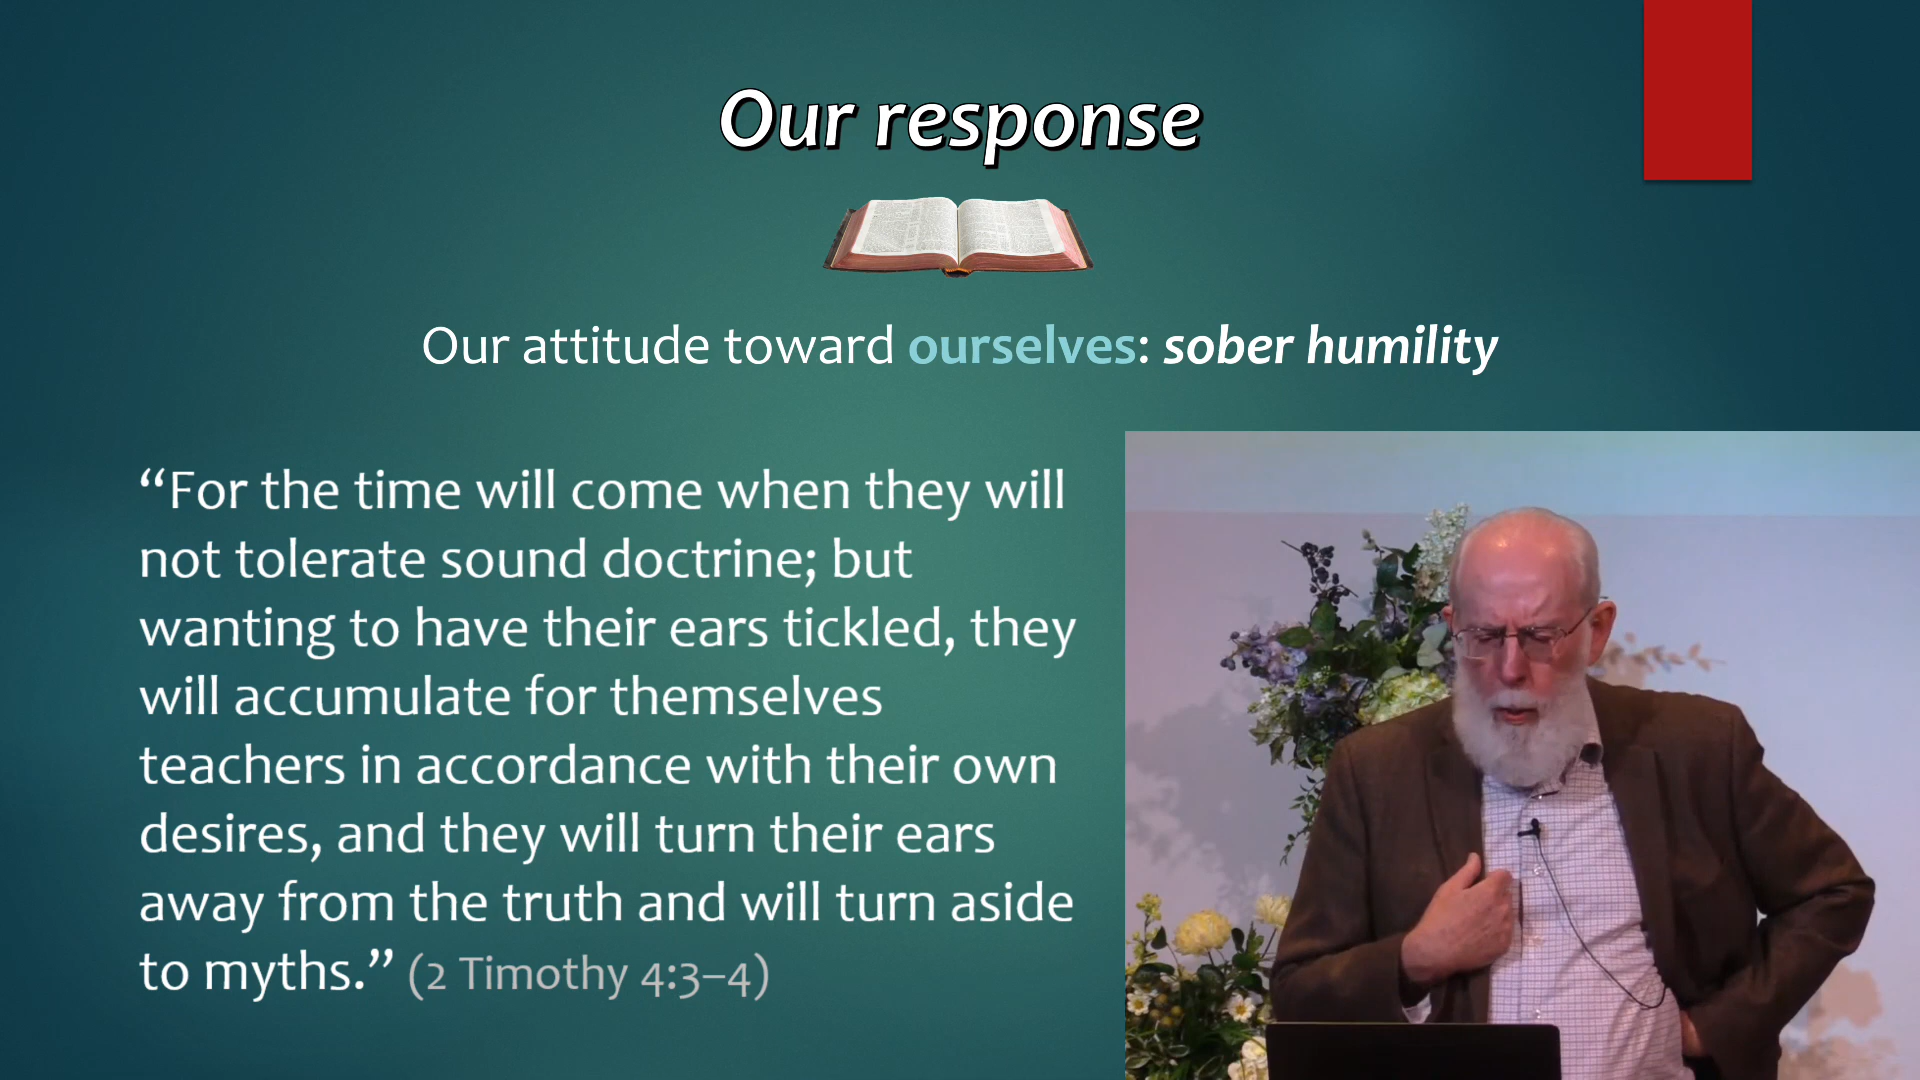 Our response
Our attitude toward ourselves: sober humility
“For the time will come when they will
not tolerate sound doctrine; but
wanting to have their ears tickled, they
will accumulate for themselves
teachers in accordance with their own
desires, and they will turn their ears
away from the truth and will turn aside
to myths.” (2 Timothy 4:3–4)